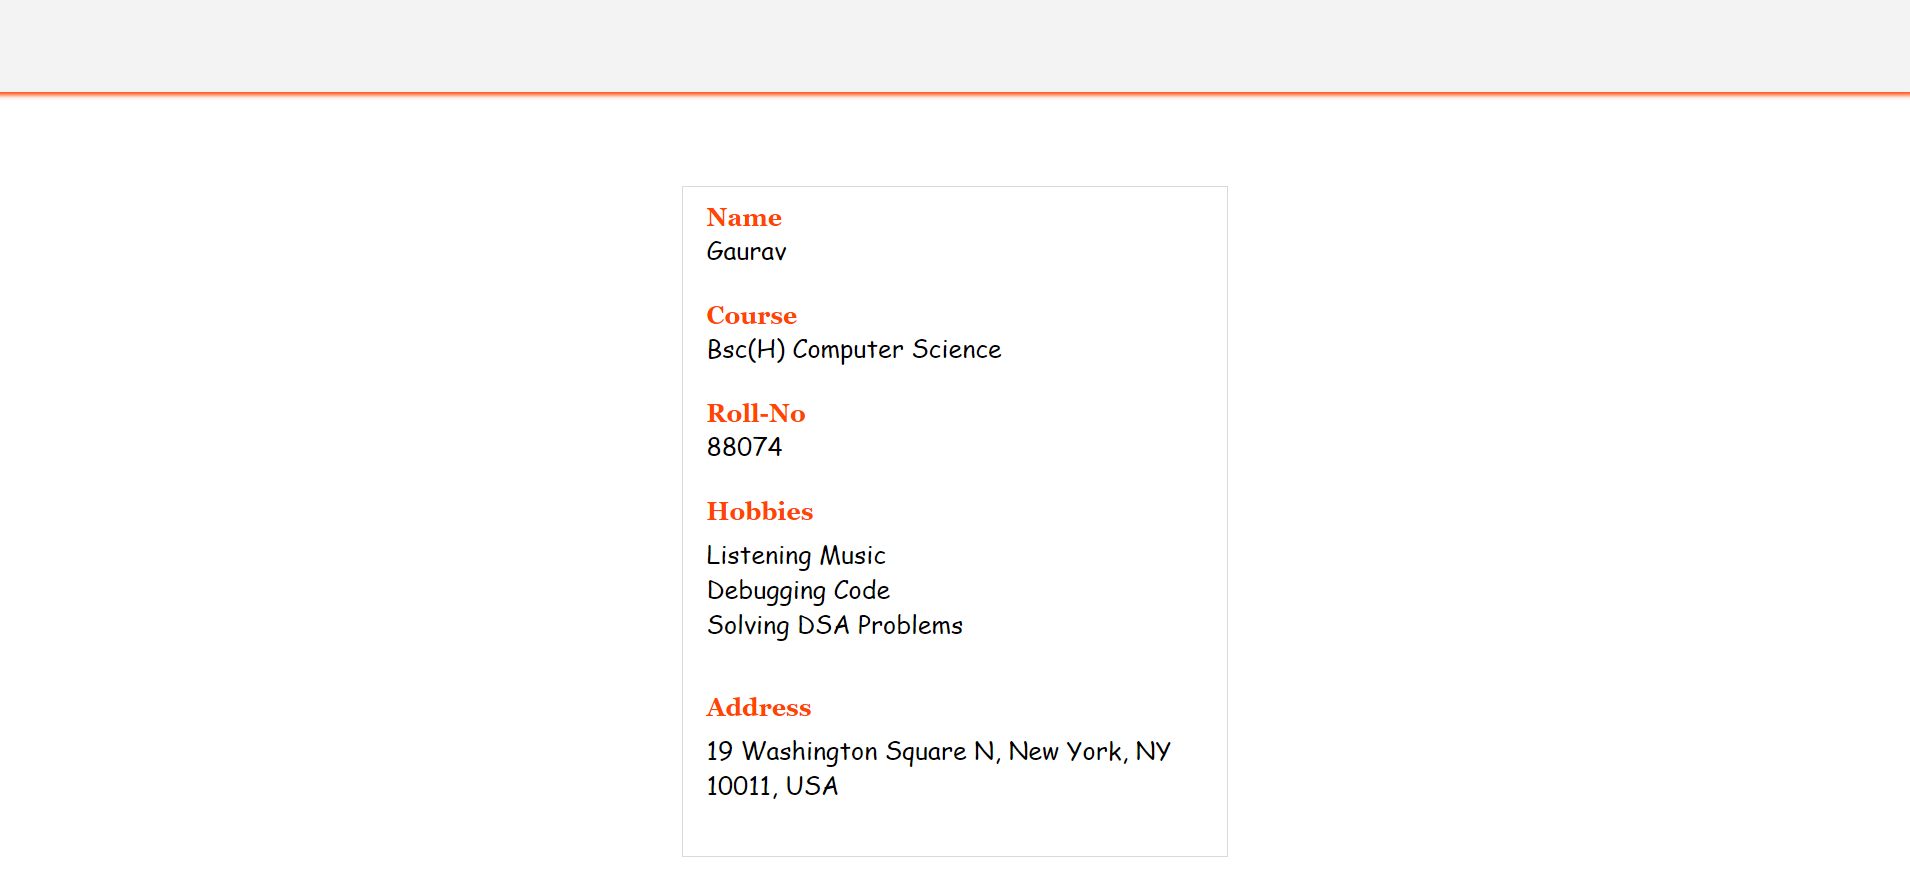 Name
Gaurav
Course
Bsc(H) Computer Science
Roll-No
88074
Hobbies
Listening Music
Debugging Code
Solving DSA Problems
Address
19 Washington Square N, New York, NY
10011, USA